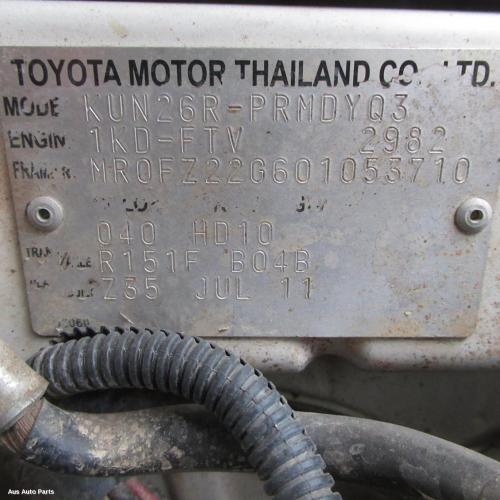 TOYOTA MOTOR THAILAND CO., LTD.
MODE KUN26R-PRMDYQ3
ENGIN 1KD-FTV 2982
FRAME MR0FZ22G601053710
040 HD10
R151F B04B
Z35 JUL 11
Aus Auto Parts